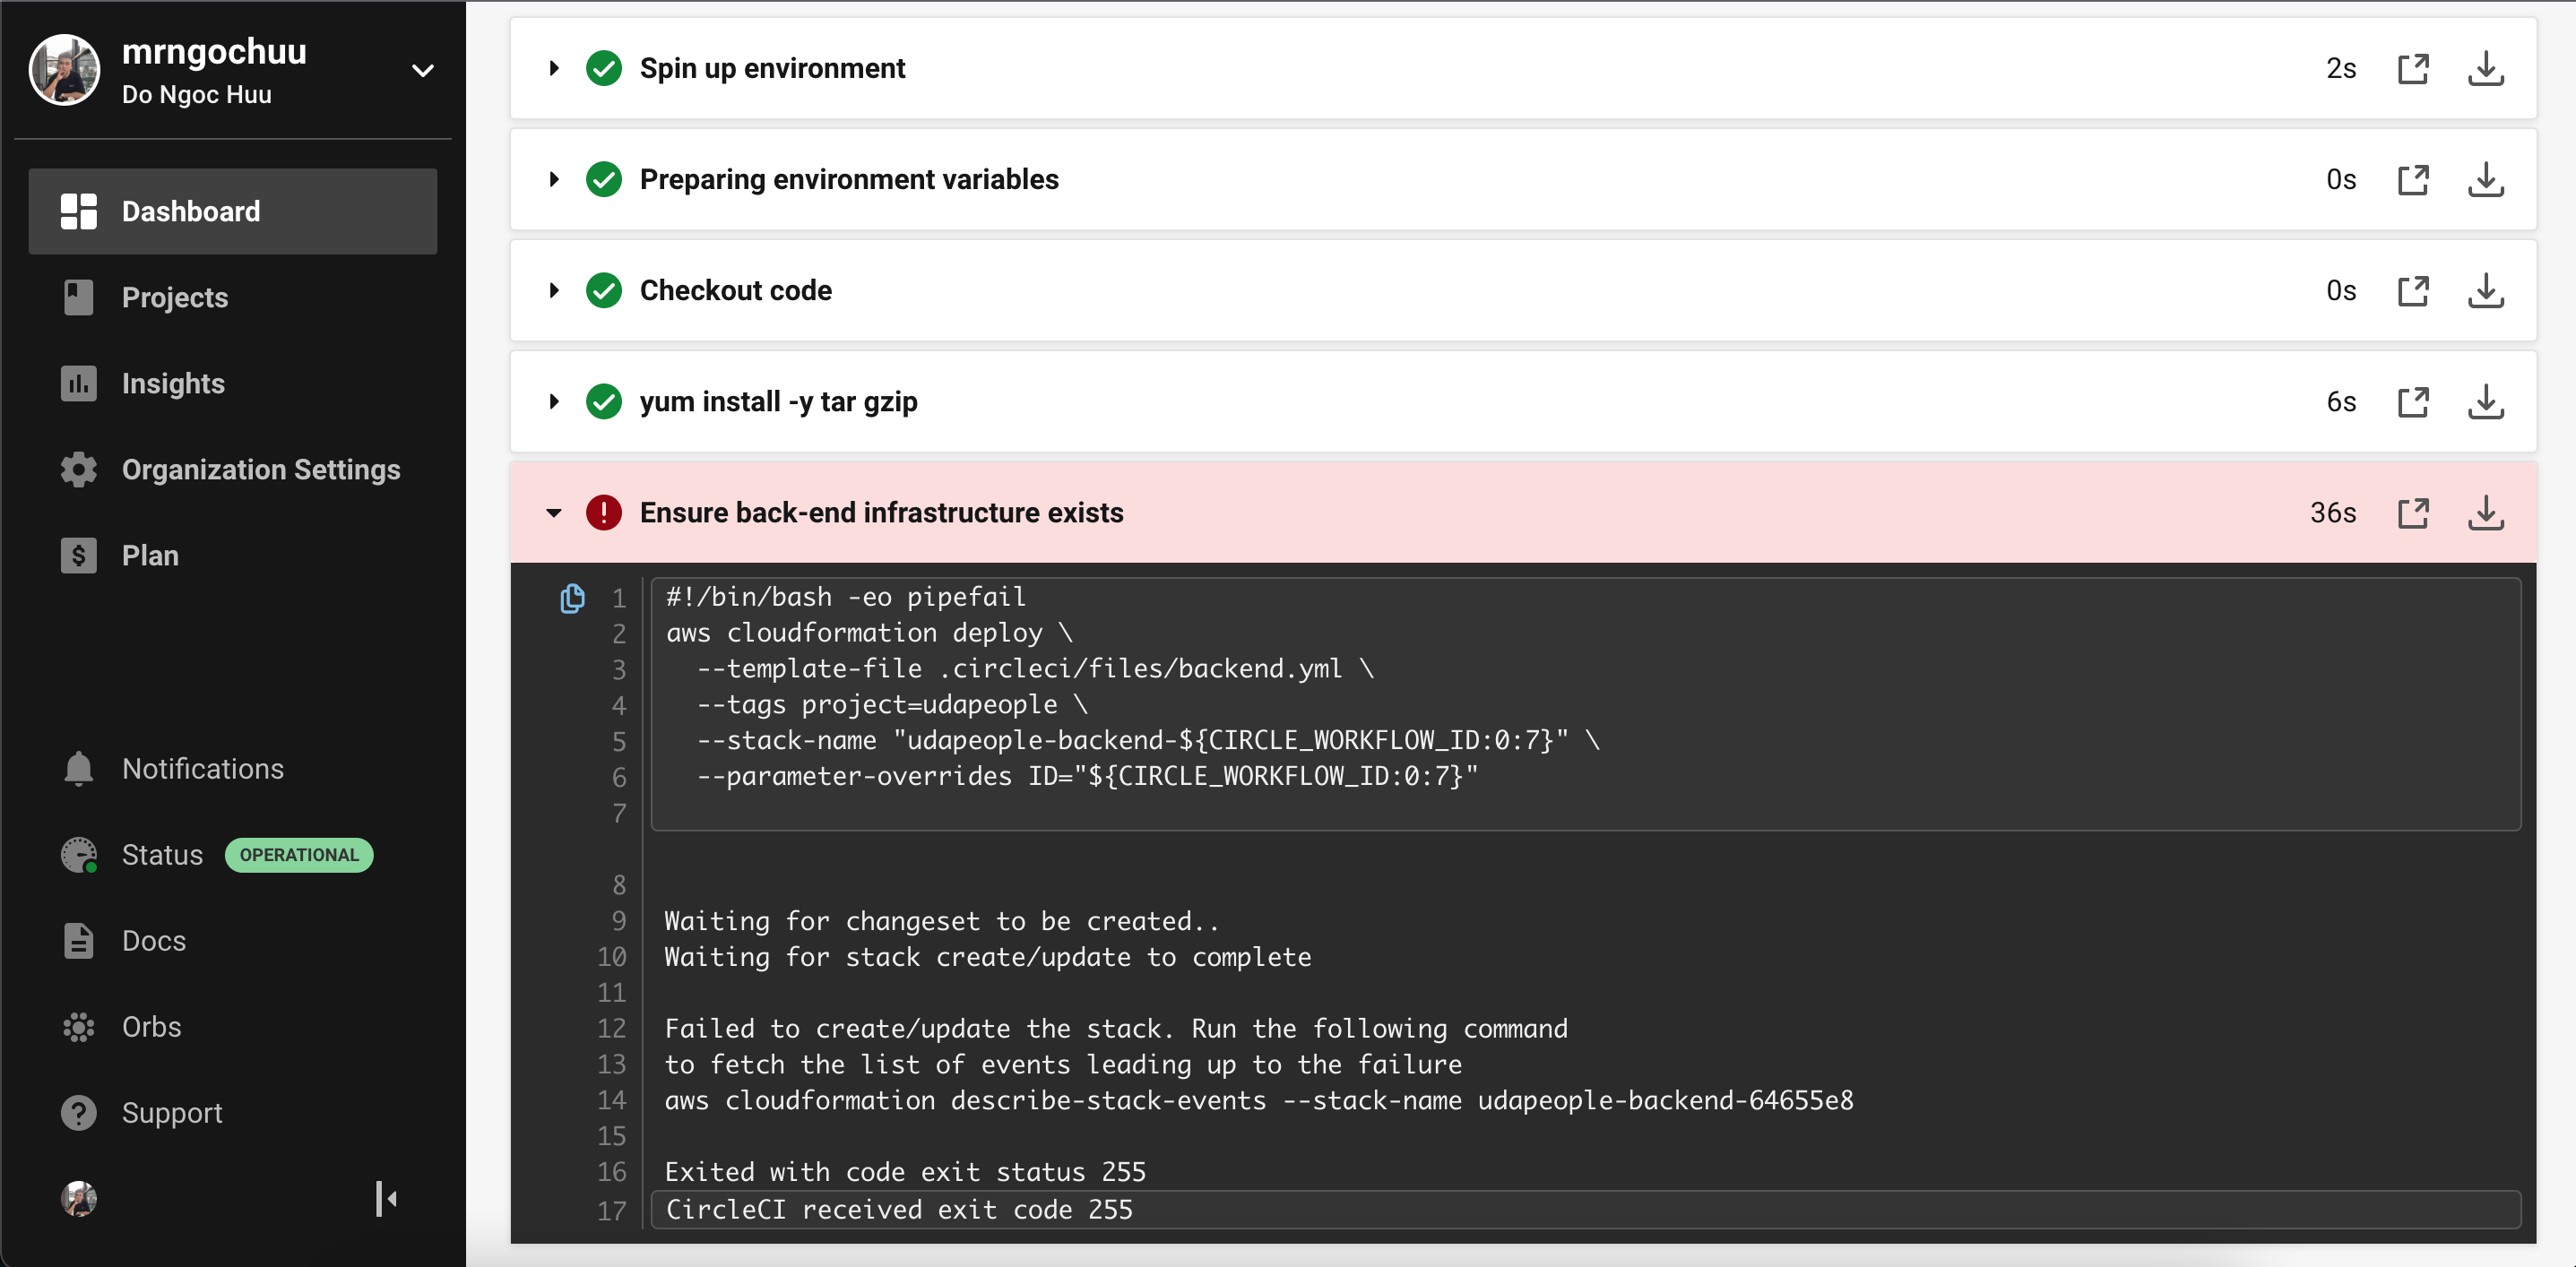 mrngochuu
Do Ngoc Huu
Dashboard
Projects
Insights
Organization Settings
Plan
Notifications
Status OPERATIONAL
Docs
Orbs
Support
Spin up environment 2s
Preparing environment variables 0s
Checkout code 0s
yum install -y tar gzip 6s
Ensure back-end infrastructure exists 36s
1 #!/bin/bash -eo pipefail
2 aws cloudformation deploy \
3 --template-file .circleci/files/backend.yml \
4 --tags project=udapeople \
5 --stack-name "udapeople-backend-${CIRCLE_WORKFLOW_ID:0:7}" \
6 --parameter-overrides ID="${CIRCLE_WORKFLOW_ID:0:7}"
7
8
9 Waiting for changeset to be created..
10 Waiting for stack create/update to complete
11
12 Failed to create/update the stack. Run the following command
13 to fetch the list of events leading up to the failure
14 aws cloudformation describe-stack-events --stack-name udapeople-backend-64655e8
15
16 Exited with code exit status 255
17 CircleCI received exit code 255